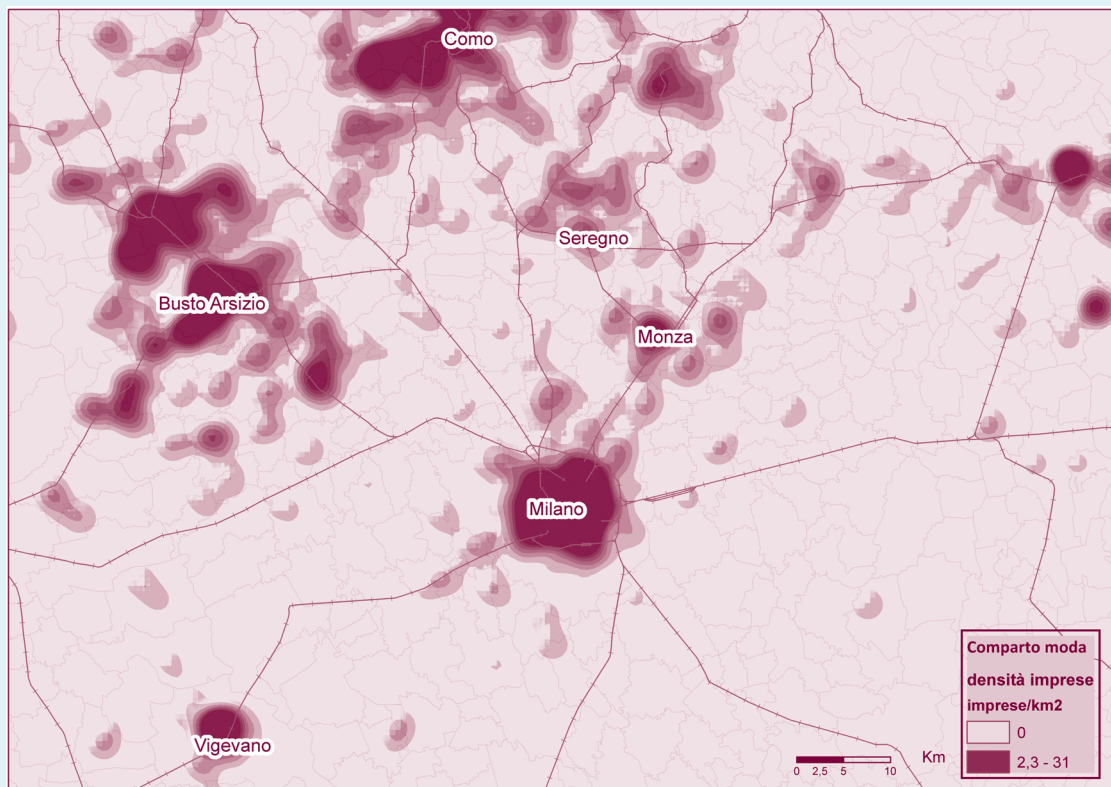 Como
Seregno
Busto Arsizio
Monza
Milano
Vigevano
Comparto moda
densità imprese
imprese/km2
0
2,3 - 31
Km
0 2,5 5 10